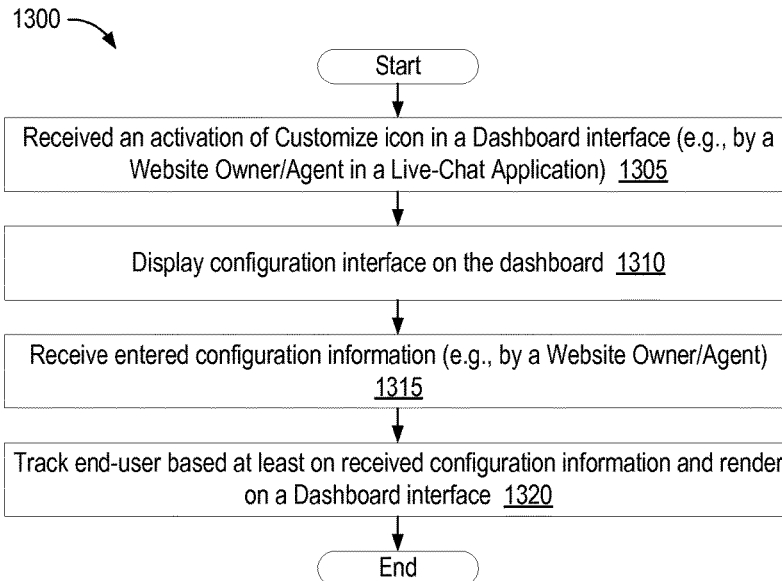 1300
Start
Received an activation of Customize icon in a Dashboard interface (e.g., by a
Website Owner/Agent in a Live-Chat Application) 1305
Display configuration interface on the dashboard 1310
Receive entered configuration information (e.g., by a Website Owner/Agent)
1315
Track end-user based at least on received configuration information and render
on a Dashboard interface 1320
End